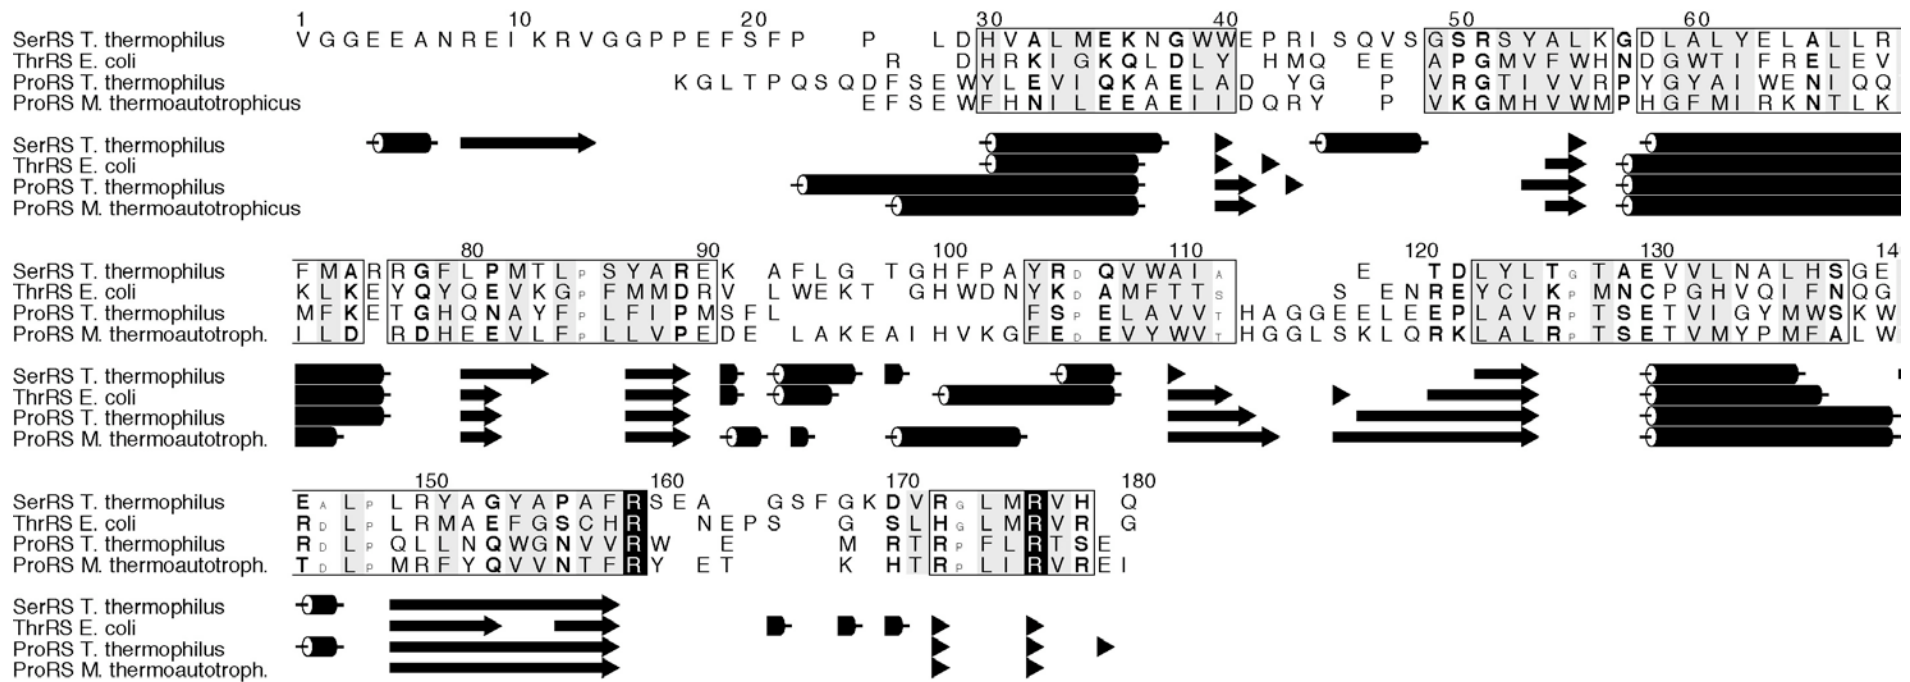 1 10 20 30 40 50 60
SerRS T. thermophilus V G G E E A N R E I K R V G G P P E F S F P P L D H V A L M E K N G W W E P R I S Q V S G S R S Y A L K G D L A L Y E L A L L R
ThrRS E. coli R D H R K I G K Q L D L Y H M Q E E A P G M V F W H N D G W T I F R E L E V
ProRS T. thermophilus K G L T P Q S Q D F S E W Y L E V I Q K A E L A D Y G P V R G T I V V R P Y G Y A I W E N I Q Q
ProRS M. thermoautotrophicus E F S E W F H N I L E E A E I I D Q R Y P V K G M H V W M P H G F M I R K N T L K
SerRS T. thermophilus
ThrRS E. coli
ProRS T. thermophilus
ProRS M. thermoautotrophicus
80 90 100 110 120 130 14
SerRS T. thermophilus F M A R R G F L P M T L P S Y A R E K A F L G T G H F P A Y R D Q V W A I A E T D L Y L T G T A E V V L N A L H S G E
ThrRS E. coli K L K E Y Q Y Q E V K G P F M M D R V L W E K T G H W D N Y K D A M F T T S S E N R E Y C I K P M N C P G H V Q I F N Q G
ProRS T. thermophilus M F K E T G H Q N A Y F P L F I P M S F L F S P E L A V V T H A G G E E L E E P L A V R P T S E T V I G Y M W S K W
ProRS M. thermoautotroph. I L D R D H E E V L F P L L V P E D E L A K E A I H V K G F E D E V Y W V T H G G L S K L Q R K L A L R P T S E T V M Y P M F A L W
SerRS T. thermophilus
ThrRS E. coli
ProRS T. thermophilus
ProRS M. thermoautotroph.
150 160 170 180
SerRS T. thermophilus E A L P L R Y A G Y A P A F R S E A G S F G K D V R G L M R V H Q
ThrRS E. coli R D L P L R M A E F G S C H R N E P S G S L H G L M R V R G
ProRS T. thermophilus R D L P Q L L N Q W G N V V R W E M R T R P F L R T S E
ProRS M. thermoautotroph. T D L P M R F Y Q V V N T F R Y E T K H T R P L I R V R E I
SerRS T. thermophilus
ThrRS E. coli
ProRS T. thermophilus
ProRS M. thermoautotroph.